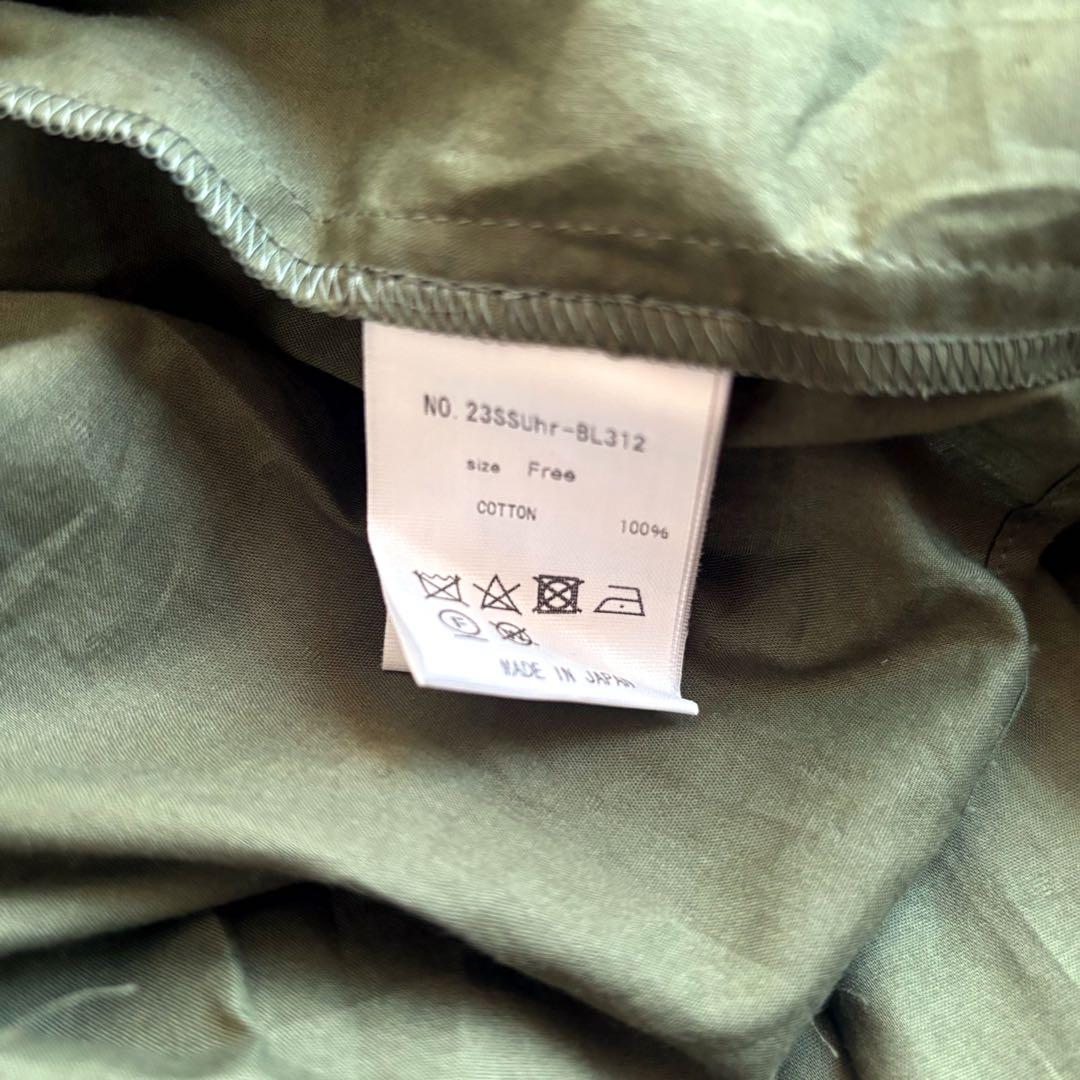 NO. 23SSUhr-BL312
size Free
COTTON 100%
F
MADE IN JAPAN